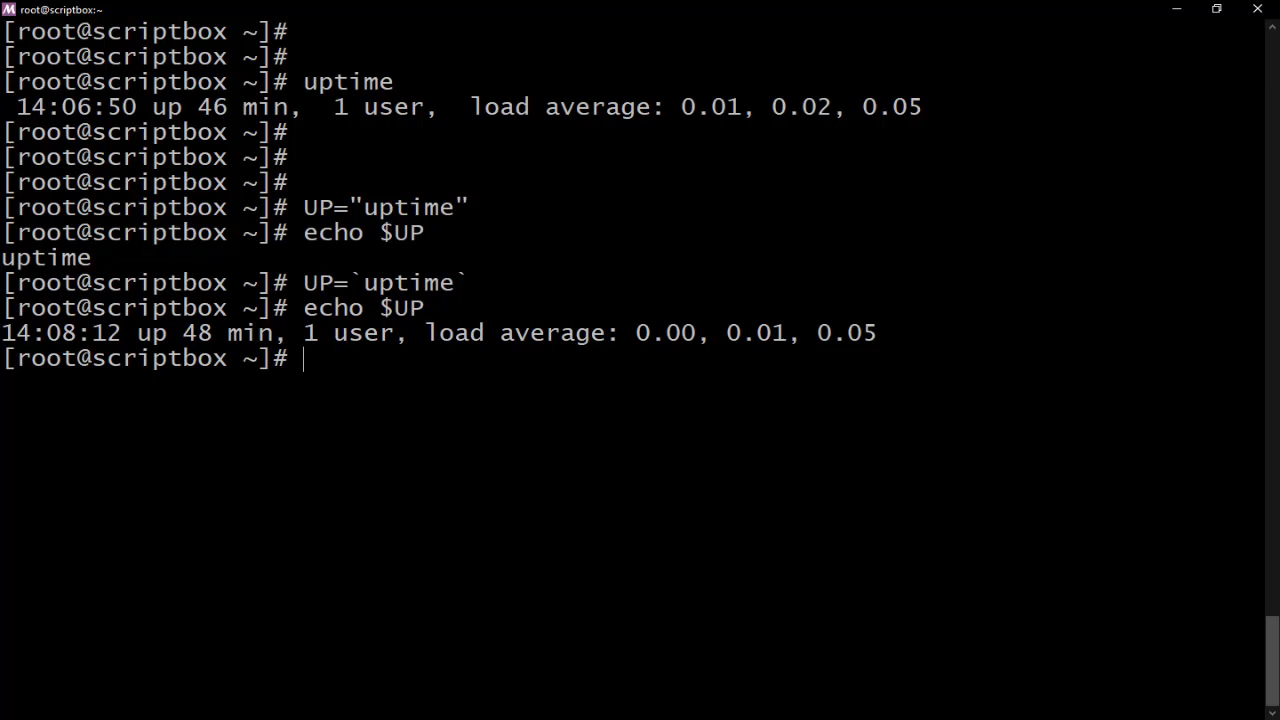 root@scriptbox:~
[root@scriptbox ~]#
[root@scriptbox ~]#
[root@scriptbox ~]# uptime
 14:06:50 up 46 min,  1 user,  load average: 0.01, 0.02, 0.05
[root@scriptbox ~]#
[root@scriptbox ~]#
[root@scriptbox ~]#
[root@scriptbox ~]# UP="uptime"
[root@scriptbox ~]# echo $UP
uptime
[root@scriptbox ~]# UP=`uptime`
[root@scriptbox ~]# echo $UP
14:08:12 up 48 min, 1 user, load average: 0.00, 0.01, 0.05
[root@scriptbox ~]#